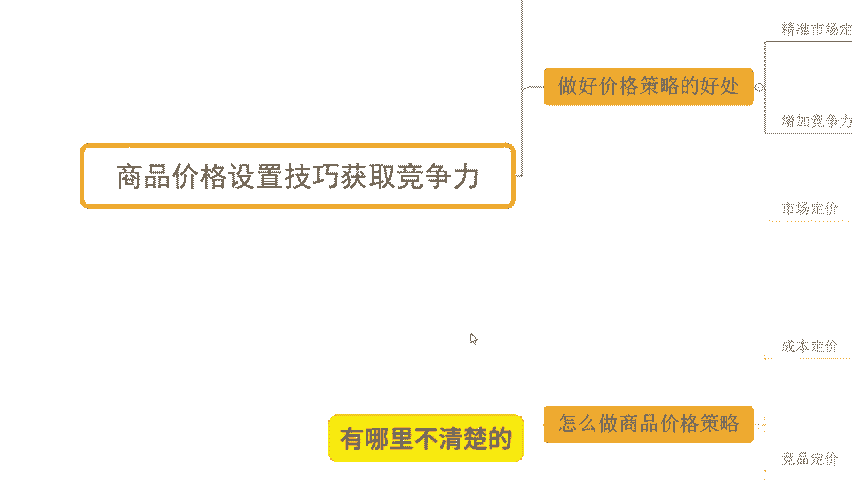 精准市场定
做好价格策略的好处
增加竞争力
商品价格设置技巧获取竞争力
市场定价
成本定价
怎么做商品价格策略
有哪里不清楚的
竞品定价